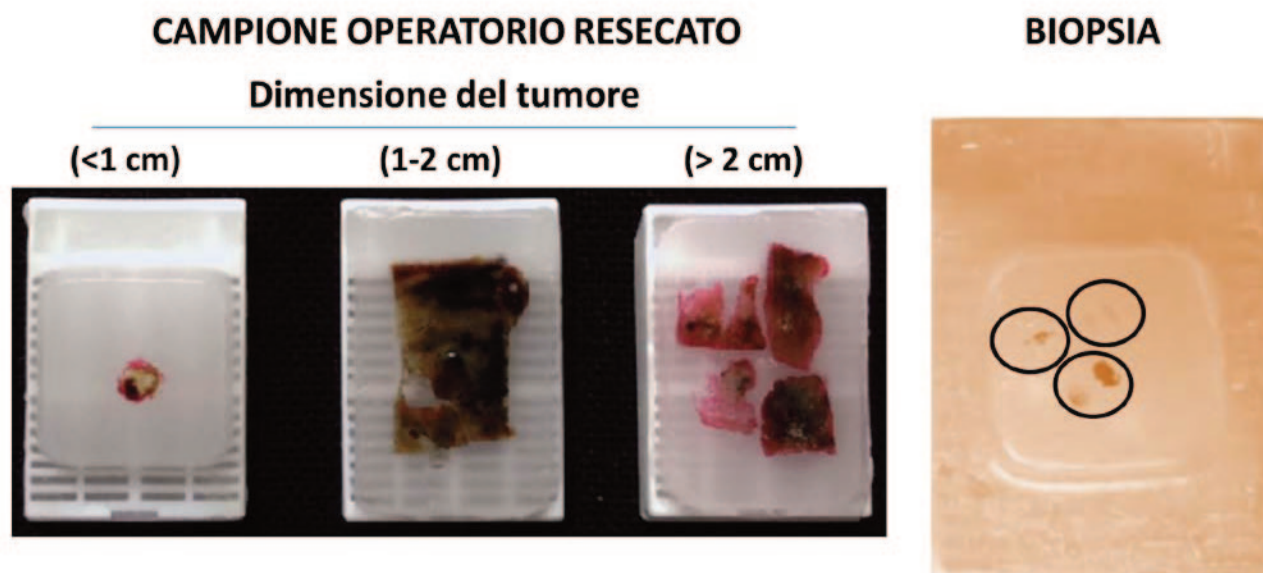 CAMPIONE OPERATORIO RESECATO
BIOPSIA
Dimensione del tumore
(<1 cm)
(1-2 cm)
(> 2 cm)